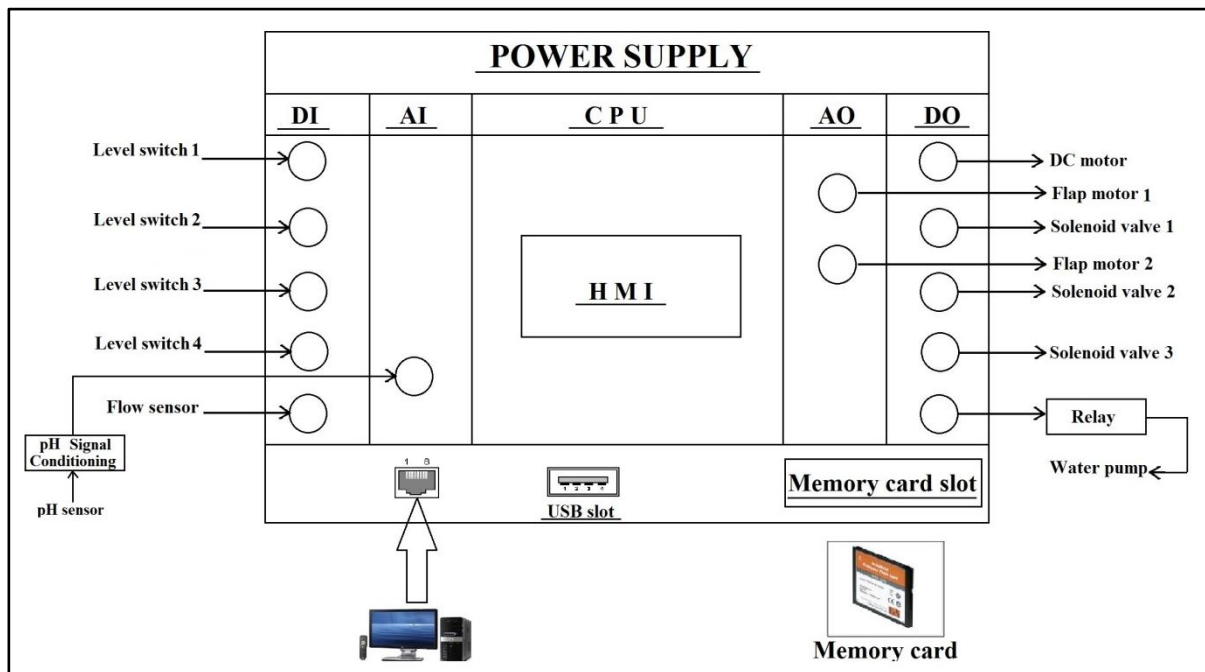 POWER SUPPLY
DI
AI
C P U
AO
DO
Level switch 1
Level switch 2
Level switch 3
Level switch 4
Flow sensor
pH Signal
Conditioning
pH sensor
H M I
DC motor
Flap motor 1
Solenoid valve 1
Flap motor 2
Solenoid valve 2
Solenoid valve 3
Relay
Water pump
1 8
1 2 3 4
USB slot
Memory card slot
Memory card